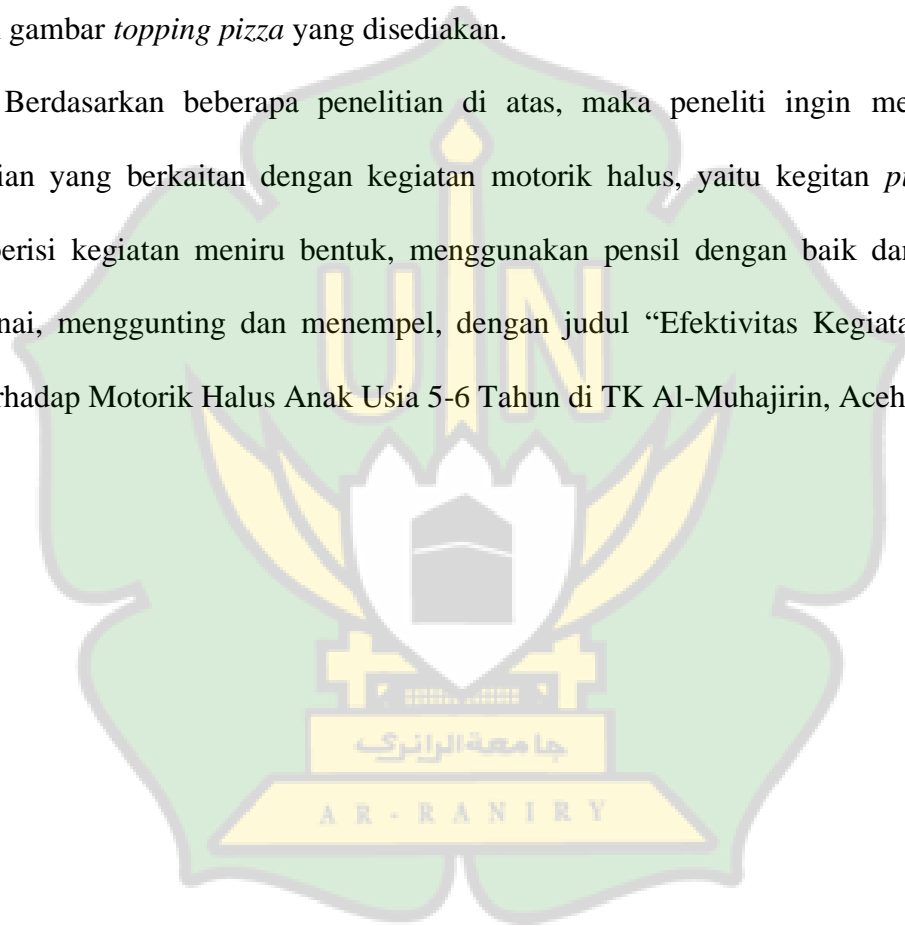 gambar topping pizza yang disediakan.
Berdasarkan beberapa penelitian di atas, maka peneliti ingin
yang berkaitan dengan kegiatan motorik halus, yaitu kegitan
kegiatan meniru bentuk, menggunakan pensil dengan baik
menggunting dan menempel, dengan judul “Efektivitas
Motorik Halus Anak Usia 5-6 Tahun di TK Al-Muhajirin, Aceh
UIN
جامعةالرانري
AR-RANIRY